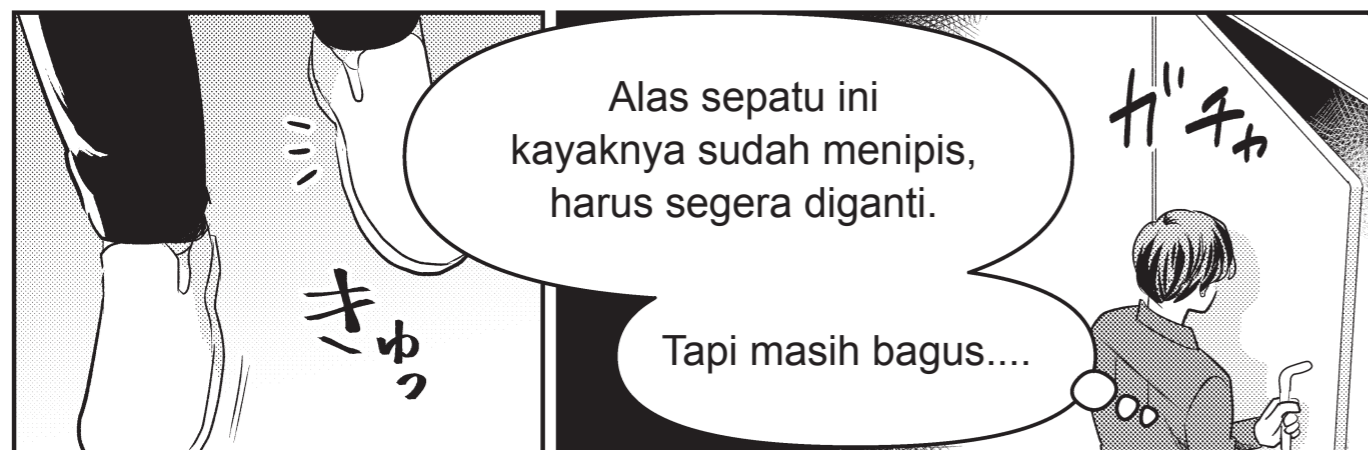 Alas sepatu ini
kayaknya sudah menipis,
harus segera diganti.
Tapi masih bagus....
きゅっ
ガチャ